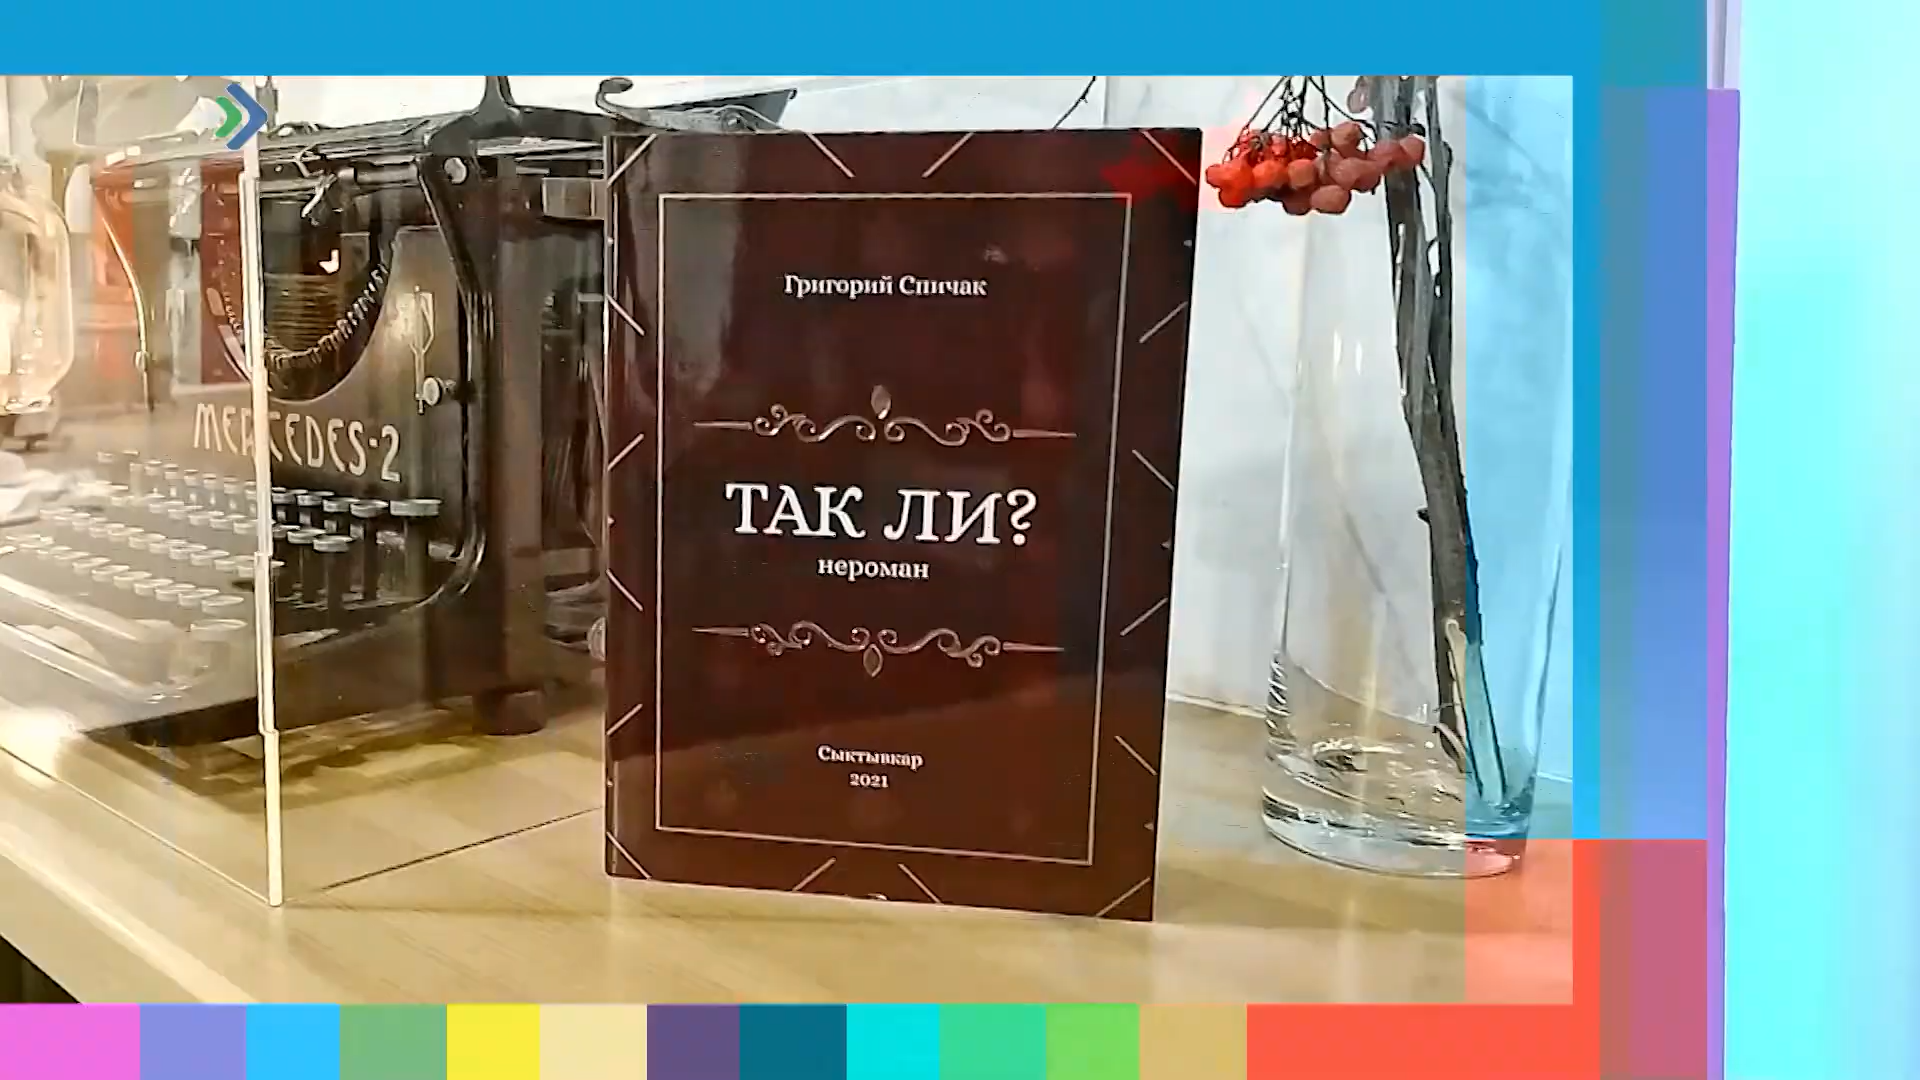 MERCEDES-2
Григорий Спичак
ТАК ЛИ?
нероман
Сыктывкар
2021